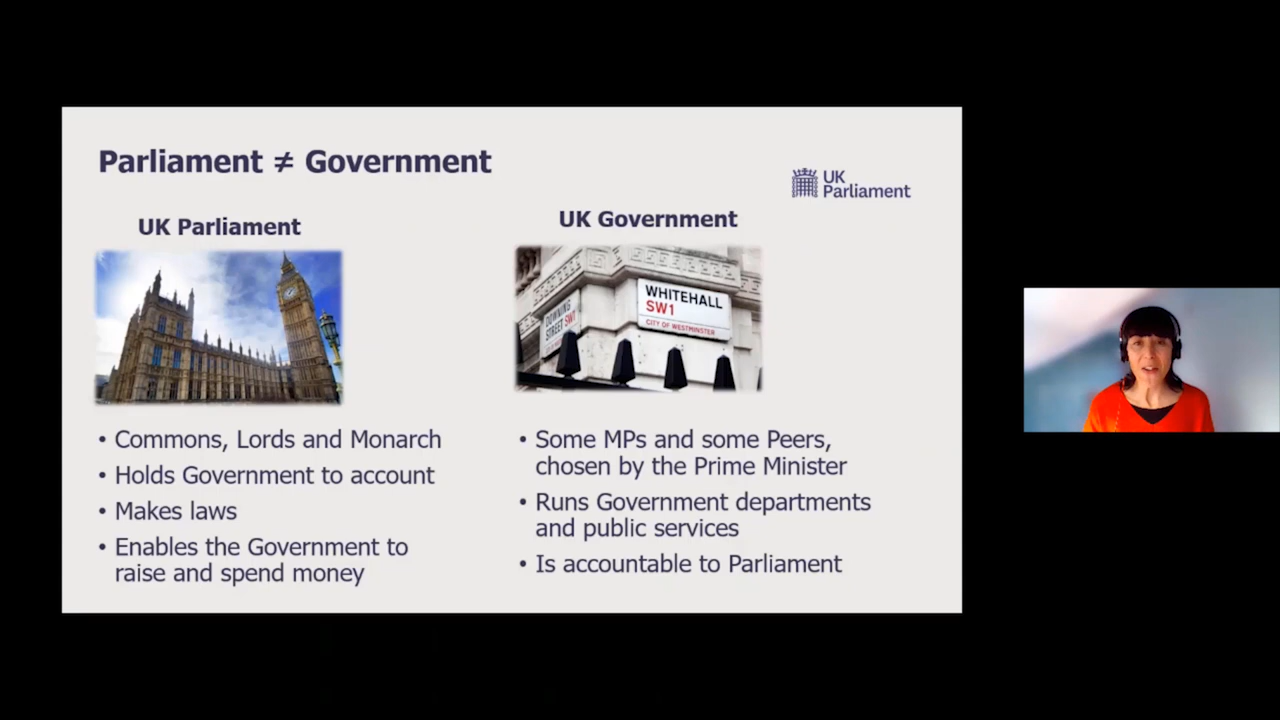 Parliament ≠ Government
UK
Parliament
UK Parliament
UK Government
WHITEHALL
SW1
CITY OF WESTMINSTER
DOWNING
STREET SW1
• Commons, Lords and Monarch
• Holds Government to account
• Makes laws
• Enables the Government to
raise and spend money
• Some MPs and some Peers,
chosen by the Prime Minister
• Runs Government departments
and public services
• Is accountable to Parliament